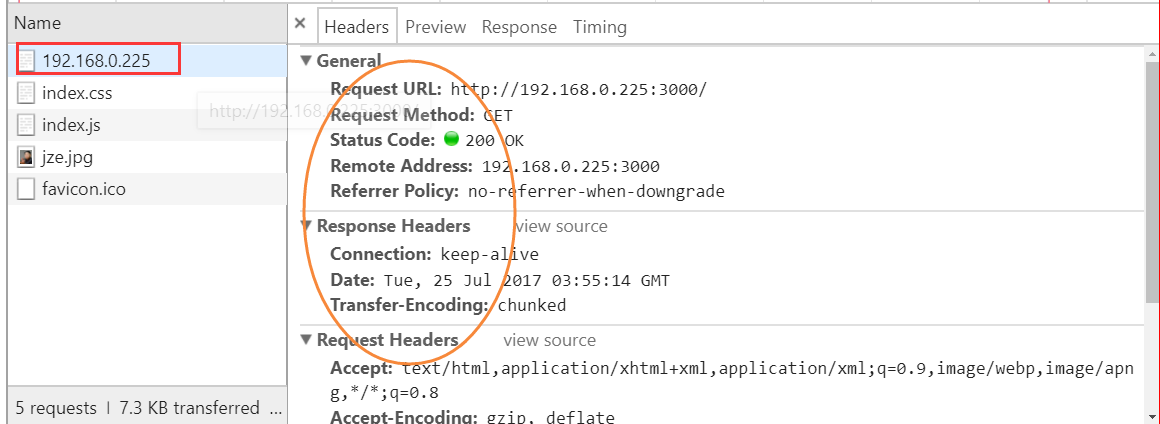 Name
192.168.0.225
index.css
index.js
jze.jpg
favicon.ico
5 requests | 7.3 KB transferred ...
× Headers Preview Response Timing
▼ General
Request URL: http://192.168.0.225:3000/
Request Method: GET
Status Code: 200 OK
Remote Address: 192.168.0.225:3000
Referrer Policy: no-referrer-when-downgrade
▼ Response Headers view source
Connection: keep-alive
Date: Tue, 25 Jul 2017 03:55:14 GMT
Transfer-Encoding: chunked
▼ Request Headers view source
Accept: text/html,application/xhtml+xml,application/xml;q=0.9,image/webp,image/apn
g,*/*;q=0.8
Accept-Encoding: gzip, deflate
http://192.168.0.225:3000/